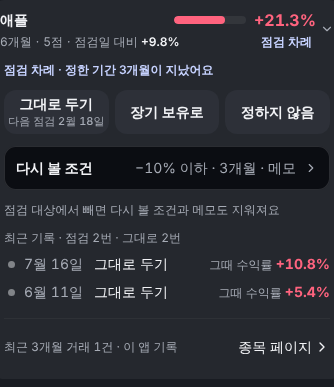 애플 +21.3%
6개월 · 5점 · 점검일 대비 +9.8% 점검 차례
점검 차례 · 정한 기간 3개월이 지났어요
그대로 두기 장기 보유로 정하지 않음
다음 점검 2월 18일
다시 볼 조건 −10% 이하 · 3개월 · 메모
점검 대상에서 빼면 다시 볼 조건과 메모도 지워져요
최근 기록 · 점검 2번 · 그대로 2번
7월 16일 그대로 두기 그때 수익률 +10.8%
6월 11일 그대로 두기 그때 수익률 +5.4%
최근 3개월 거래 1건 · 이 앱 기록 종목 페이지